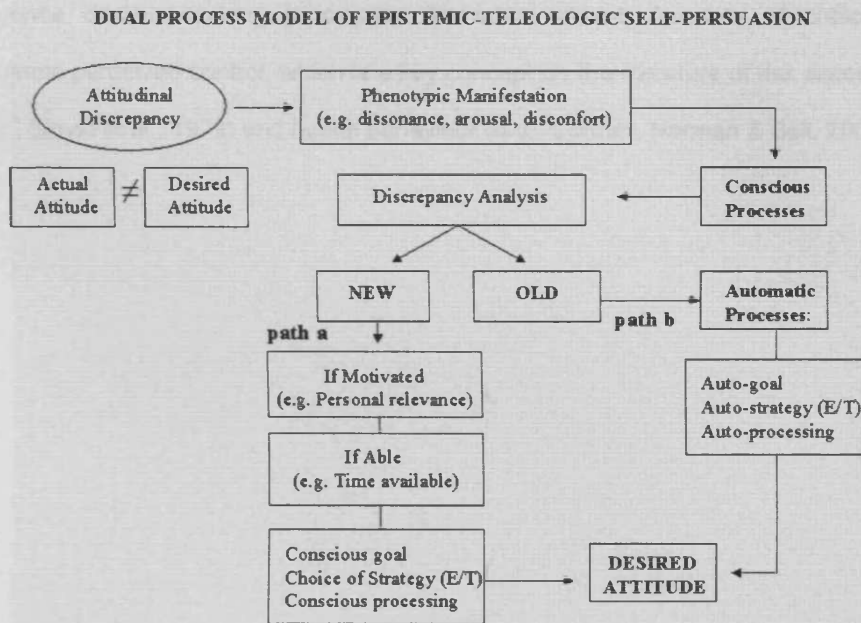 DUAL PROCESS MODEL OF EPISTEMIC-TELEOLOGIC SELF-PERSUASION
Attitudinal
Discrepancy
Phenotypic Manifestation
(e.g. dissonance, arousal, disconfort)
Actual
Attitude
≠
Desired
Attitude
Discrepancy Analysis
Conscious
Processes
NEW
OLD
path a
path b
Automatic
Processes:
If Motivated
(e.g. Personal relevance)
Auto-goal
Auto-strategy (E/T)
Auto-processing
If Able
(e.g. Time available)
Conscious goal
Choice of Strategy (E/T)
Conscious processing
DESIRED
ATTITUDE